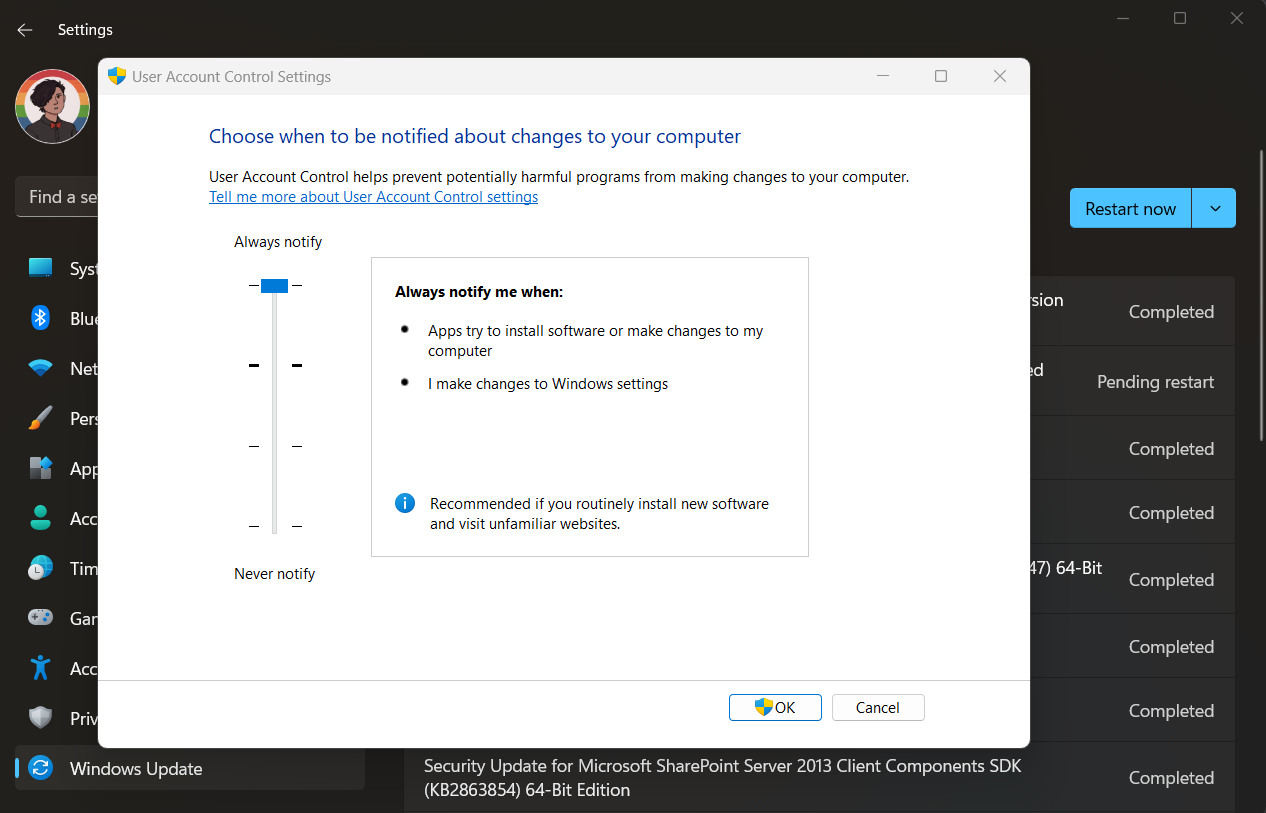 Settings
User Account Control Settings
Choose when to be notified about changes to your computer
User Account Control helps prevent potentially harmful programs from making changes to your computer.
Tell me more about User Account Control settings
Always notify
Always notify me when:
Apps try to install software or make changes to my
computer
I make changes to Windows settings
Recommended if you routinely install new software
and visit unfamiliar websites.
Never notify
OK
Cancel
Find a se
Syst
Blue
Net
Pers
App
Acc
Tim
Gar
Acc
Priv
Windows Update
Restart now
rsion
Completed
ed
Pending restart
Completed
Completed
47) 64-Bit
Completed
Completed
Completed
Security Update for Microsoft SharePoint Server 2013 Client Components SDK
(KB2863854) 64-Bit Edition
Completed